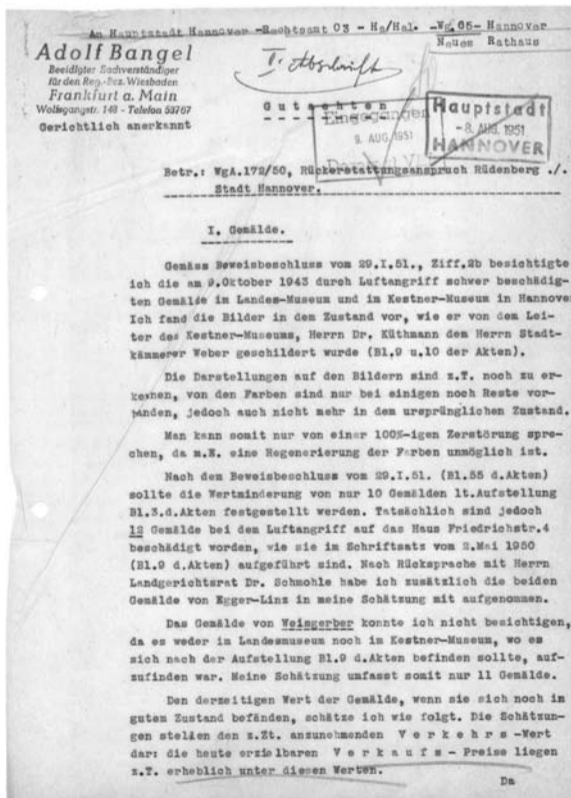 An Hauptstadt Hannover -Rechtsamt 03 - Ha/Hal. -Wg.65- Hannover
Neues Rathaus
Adolf Bangel
Beeidigter Sachverständiger
für den Reg.-Bez. Wiesbaden
Frankfurt a. Main
Wolfsgangstr. 148 - Telefon 53767
Gerichtlich anerkannt
I. Abschrift
Gutachten
Eingegangen
9. AUG. 1951
Hauptstadt
-8. AUG. 1951
HANNOVER
Betr.: WgA.172/50, Rückerstattungsanspruch Rüdenberg ./.
Stadt Hannover.
I. Gemälde.
Gemäss Beweisbeschluss vom 29.I.51., Ziff.2b besichtigte
ich die am 9.Oktober 1943 durch Luftangriff schwer beschädig-
ten Gemälde im Landes-Museum und im Kestner-Museum in Hannove
Ich fand die Bilder in dem Zustand vor, wie er von dem Lei-
ter des Kestner-Museums, Herrn Dr. Küthmann dem Herrn Stadt-
kämmerer Weber geschildert wurde (Bl.9 u.10 der Akten).
Die Darstellungen auf den Bildern sind z.T. noch zu er-
kennen, von den Farben sind nur bei einigen noch Reste vor-
handen, jedoch auch nicht mehr in dem ursprünglichen Zustand.
Man kann somit nur von einer 100%-igen Zerstörung spre-
chen, da m.E. eine Regenerierung der Farben unmöglich ist.
Nach dem Beweisbeschluss vom 29.I.51. (Bl.55 d.Akten)
sollte die Wertminderung von nur 10 Gemälden lt.Aufstellung
Bl.3.d.Akten festgestellt werden. Tatsächlich sind jedoch
12 Gemälde bei dem Luftangriff auf das Haus Friedrichstr.4
beschädigt worden, wie sie im Schriftsatz vom 2.Mai 1950
(Bl.9 d.Akten) aufgeführt sind. Nach Rücksprache mit Herrn
Landgerichtsrat Dr. Schmohle habe ich zusätzlich die beiden
Gemälde von Egger-Linz in meine Schätzung mit aufgenommen.
Das Gemälde von Weingerber konnte ich nicht besichtigen,
da es weder im Landesmuseum noch im Kestner-Museum, wo es
sich nach der Aufstellung Bl.9 d.Akten befinden sollte, auf-
zufinden war. Meine Schätzung umfasst somit nur 11 Gemälde.
Den derzeitigen Wert der Gemälde, wenn sie sich noch in
gutem Zustand befänden, schätze ich wie folgt. Die Schätzun-
gen stellen den z.Zt. anzunehmenden Verkehrs-Wert
dar: die heute erzielbaren Verkaufs-Preise liegen
z.T. erheblich unter diesen Werten.
Da